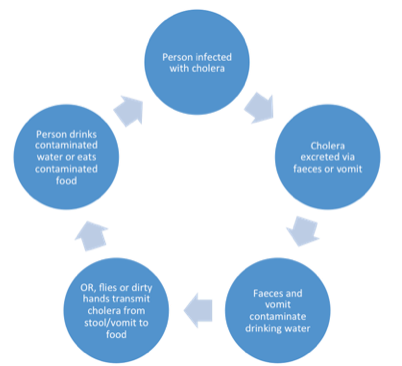 Person infected
with cholera
Cholera
excreted via
faeces or vomit
Faeces and
vomit
contaminate
drinking water
OR, flies or dirty
hands transmit
cholera from
stool/vomit to
food
Person drinks
contaminated
water or eats
contaminated
food